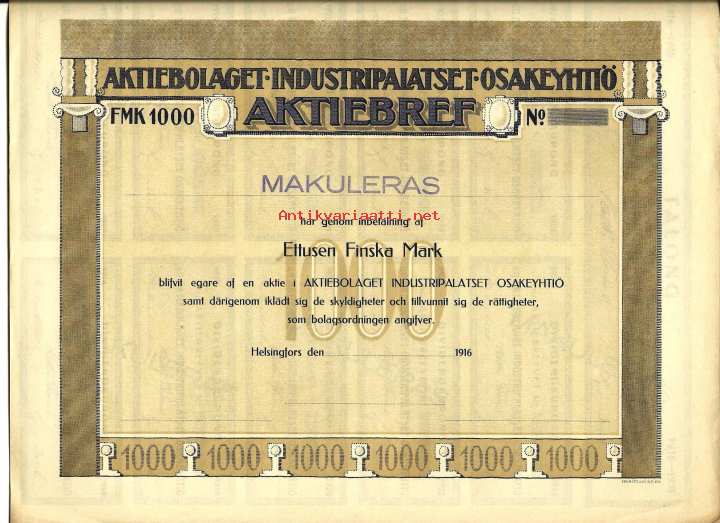 AKTIEBOLAGET·INDUSTRIPALATSET·OSAKEYHTIÖ
FMK 1000 AKTIEBREF No
MAKULERAS
Antikvariaatti.net
har genom inbetalning af
Ettusen Finska Mark
1000
blifvit egare af en aktie i AKTIEBOLAGET INDUSTRIPALATSET OSAKEYHTIÖ
samt därigenom iklädt sig de skyldigheter och tillvunnit sig de rättigheter,
som bolagsordningen angifver.
Helsingfors den 1916
1000 1000 1000 1000 1000 1000